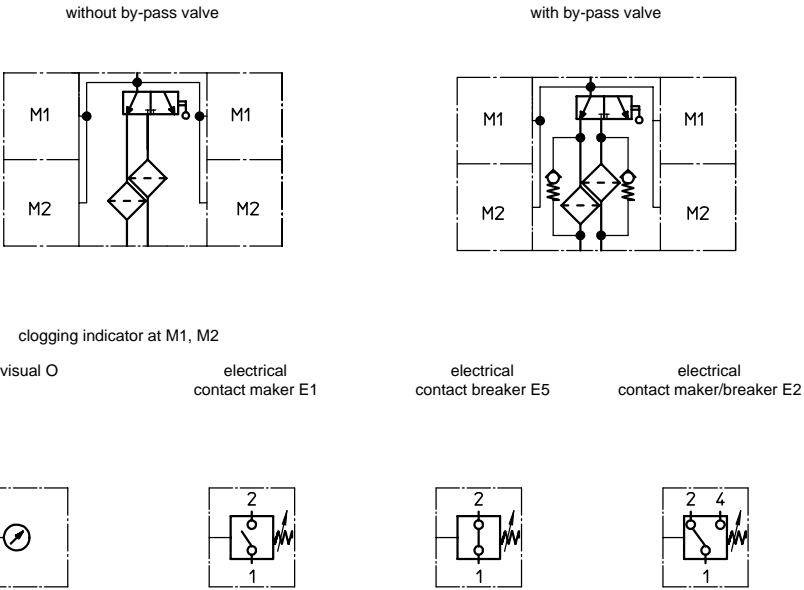 without by-pass valve
with by-pass valve
M1
M1
M2
M2
M1
M1
M2
M2
clogging indicator at M1, M2
visual O
electrical
contact maker E1
electrical
contact breaker E5
electrical
contact maker/breaker E2
2
1
2
1
2 4
1